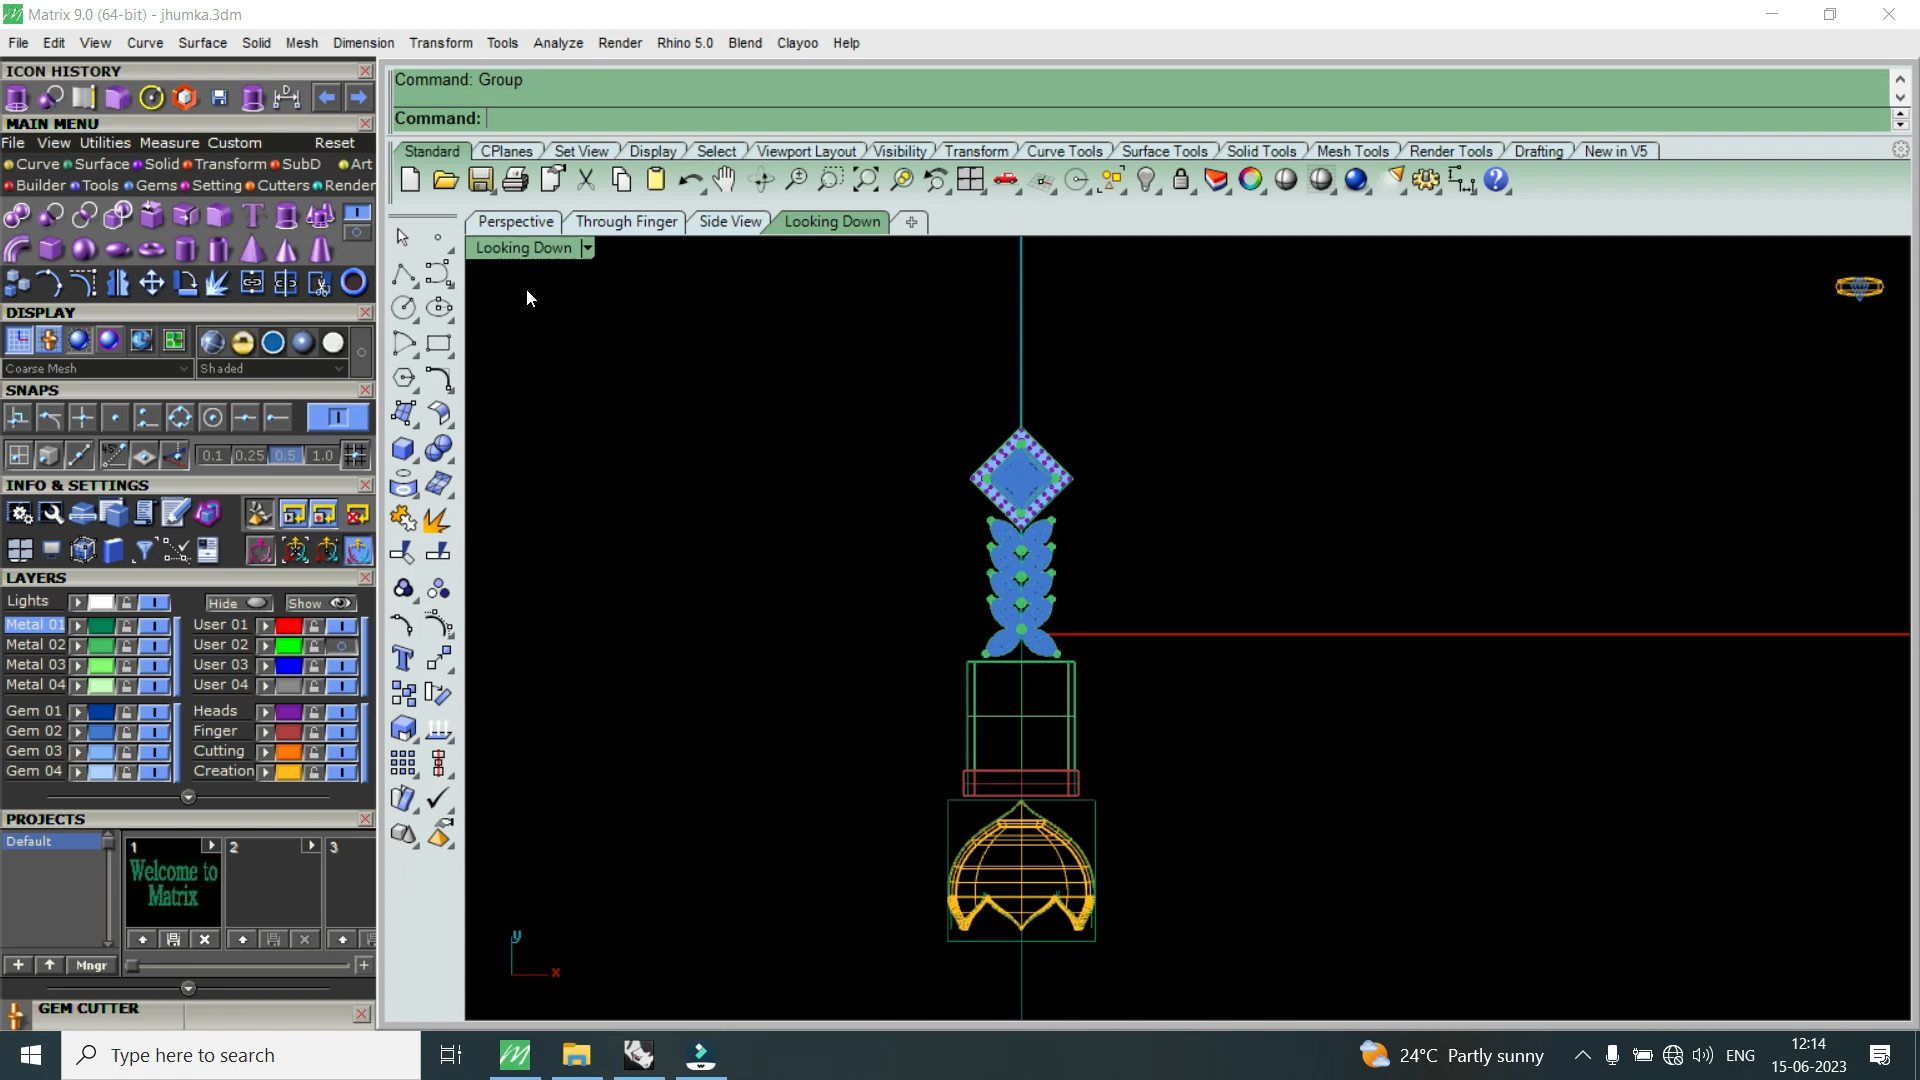 Matrix 9.0 (64-bit) - jhumka.3dm
File Edit View Curve Surface Solid Mesh Dimension Transform Tools Analyze Render Rhino 5.0 Blend Clayoo Help
ICON HISTORY
MAIN MENU
File View Utilities Measure Custom Reset
Curve Surface Solid Transform SubD Art
Builder Tools Gems Setting Cutters Render
DISPLAY
Coarse Mesh Shaded
SNAPS
0.1 0.25 0.5 1.0
INFO & SETTINGS
LAYERS
Lights Hide Show
Metal 01 User 01
Metal 02 User 02
Metal 03 User 03
Metal 04 User 04
Gem 01 Heads
Gem 02 Finger
Gem 03 Cutting
Gem 04 Creation
PROJECTS
Default
1 2 3
Welcome to
Matrix
Mngr
GEM CUTTER
Command: Group
Command:
Standard CPlanes Set View Display Select Viewport Layout Visibility Transform Curve Tools Surface Tools Solid Tools Mesh Tools Render Tools Drafting New in V5
Perspective Through Finger Side View Looking Down
Looking Down
y
x
Type here to search
24°C Partly sunny
ENG
12:14
15-06-2023